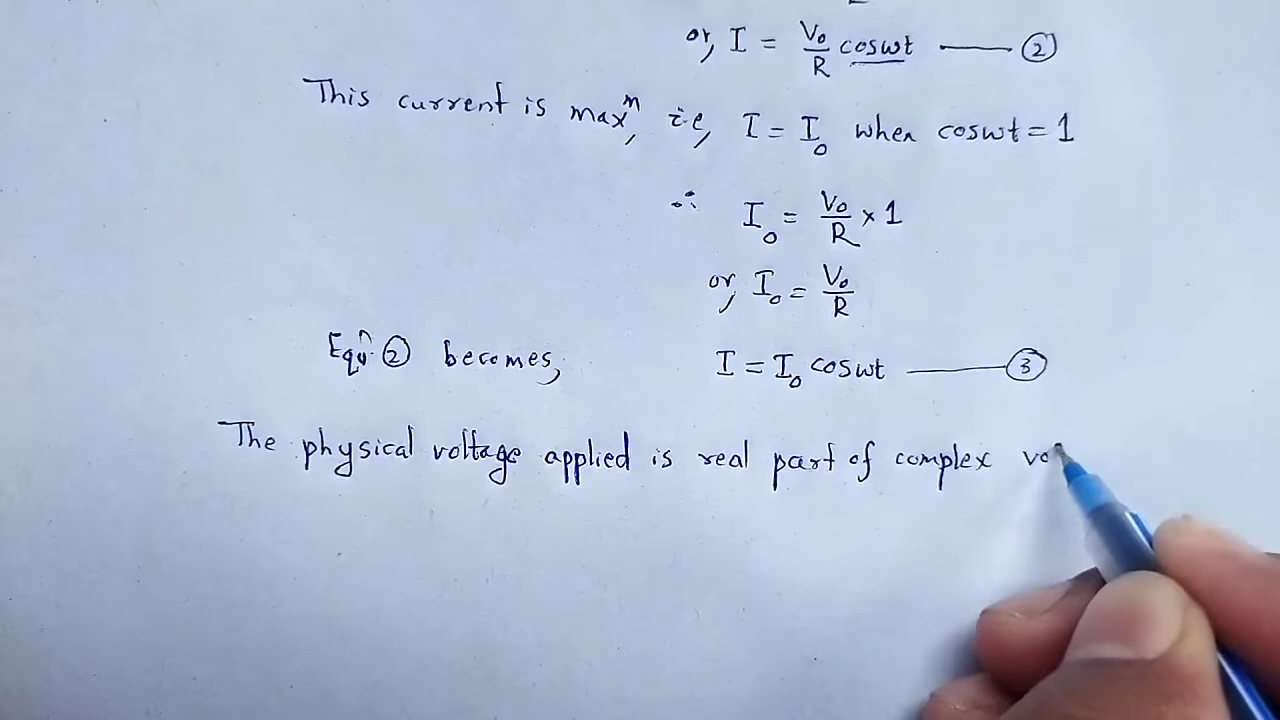 or, I = V₀/R coswt —— ②
This current is maxᵐ, i.e, I = I₀ when coswt = 1
∴ I₀ = V₀/R × 1
or, I₀ = V₀/R
Equⁿ. ② becomes, I = I₀ coswt —— ③
The physical voltage applied is real part of complex vo